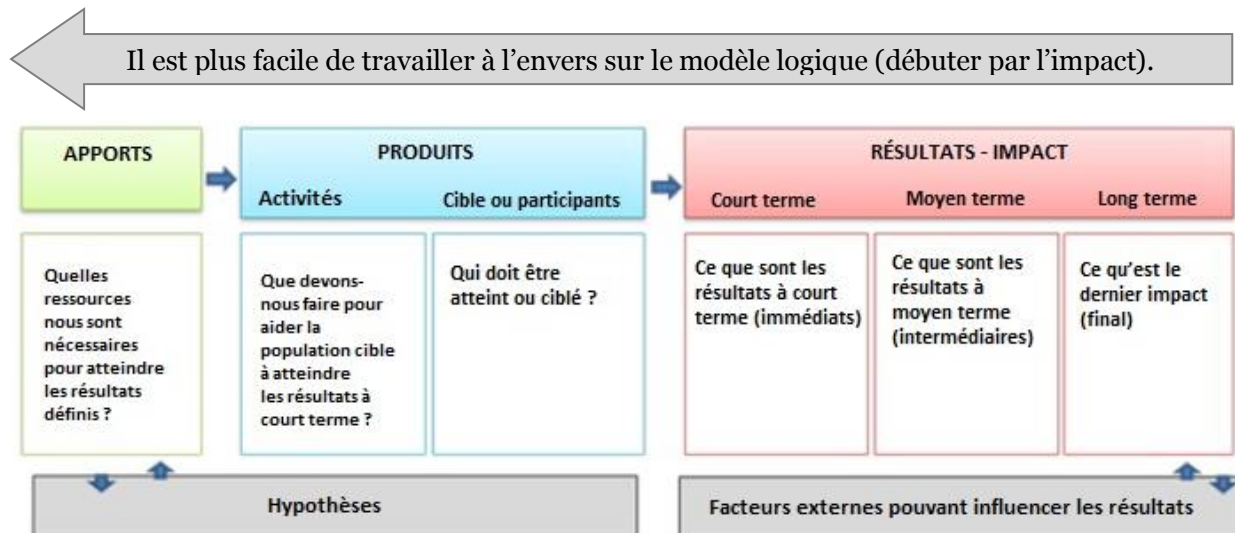 Il est plus facile de travailler à l’envers sur le modèle logique (débuter par l’impact).
APPORTS
PRODUITS
Activités
Cible ou participants
RÉSULTATS - IMPACT
Court terme
Moyen terme
Long terme
Quelles
ressources
nous sont
nécessaires
pour atteindre
les résultats
définis ?
Que devons-
nous faire pour
aider la
population cible
à atteindre
les résultats à
court terme ?
Qui doit être
atteint ou ciblé ?
Ce que sont les
résultats à court
terme (immédiats)
Ce que sont les
résultats à
moyen terme
(intermédiaires)
Ce qu’est le
dernier impact
(final)
Hypothèses
Facteurs externes pouvant influencer les résultats